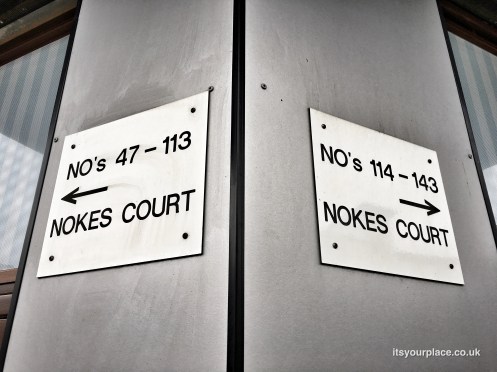 NO's 47 – 113
←
NOKES COURT
NO's 114 – 143
→
NOKES COURT
itsyourplace.co.uk